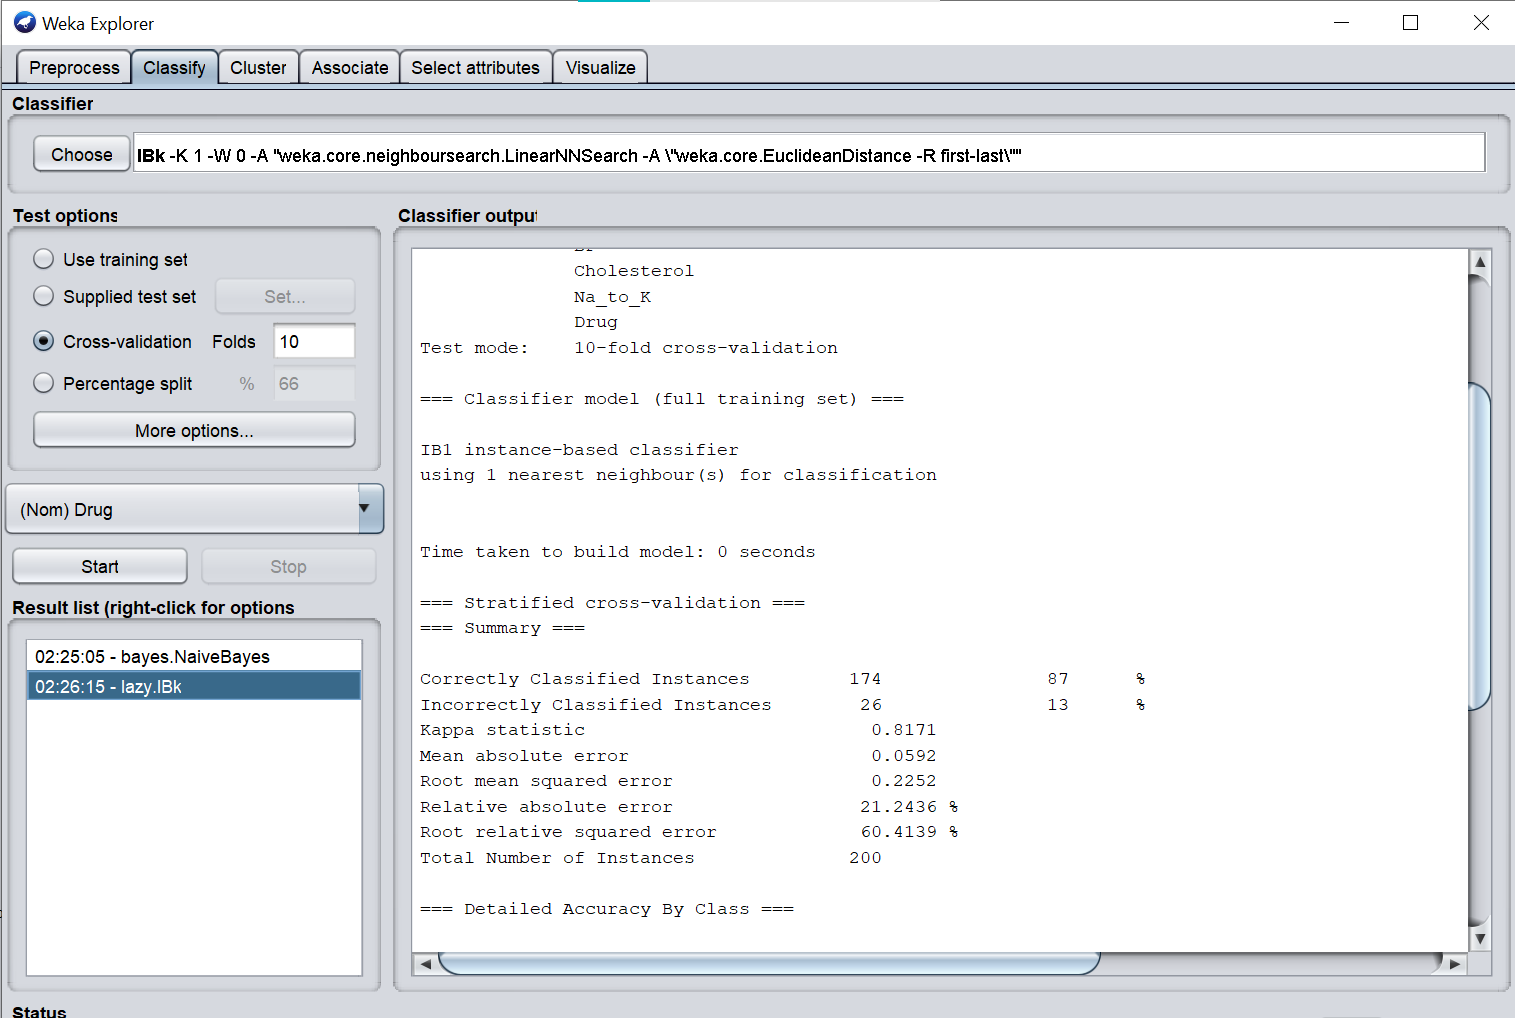 Weka Explorer
Preprocess Classify Cluster Associate Select attributes Visualize
Classifier
Choose IBk -K 1 -W 0 -A "weka.core.neighboursearch.LinearNNSearch -A \"weka.core.EuclideanDistance -R first-last\""
Test options
Use training set
Supplied test set Set...
Cross-validation Folds 10
Percentage split % 66
More options...
(Nom) Drug
Start Stop
Result list (right-click for options
02:25:05 - bayes.NaiveBayes
02:26:15 - lazy.IBk
Classifier output
Cholesterol
Na_to_K
Drug
Test mode: 10-fold cross-validation
=== Classifier model (full training set) ===
IB1 instance-based classifier
using 1 nearest neighbour(s) for classification
Time taken to build model: 0 seconds
=== Stratified cross-validation ===
=== Summary ===
Correctly Classified Instances 174 87 %
Incorrectly Classified Instances 26 13 %
Kappa statistic 0.8171
Mean absolute error 0.0592
Root mean squared error 0.2252
Relative absolute error 21.2436 %
Root relative squared error 60.4139 %
Total Number of Instances 200
=== Detailed Accuracy By Class ===
Status